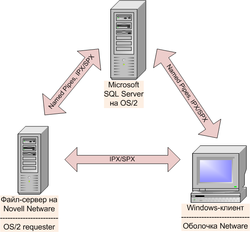 Microsoft
SQL Server
на OS/2
Named Pipes, IPX/SPX
Named Pipes, IPX/SPX
IPX/SPX
Файл-сервер на
Novell Netware
OS/2 requester
Windows-клиент
Оболочка Netware